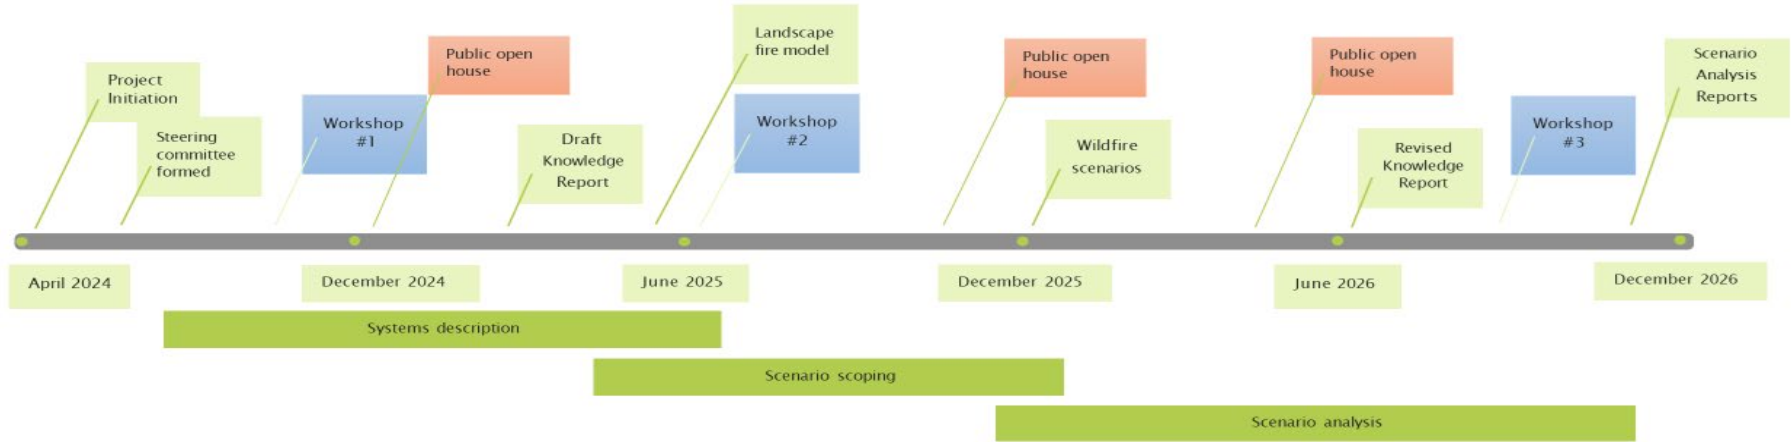 Project
Initiation
Steering
committee
formed
Workshop
#1
Public open
house
Draft
Knowledge
Report
Landscape
fire model
Workshop
#2
Public open
house
Wildfire
scenarios
Public open
house
Revised
Knowledge
Report
Workshop
#3
Scenario
Analysis
Reports
April 2024
December 2024
June 2025
December 2025
June 2026
December 2026
Systems description
Scenario scoping
Scenario analysis